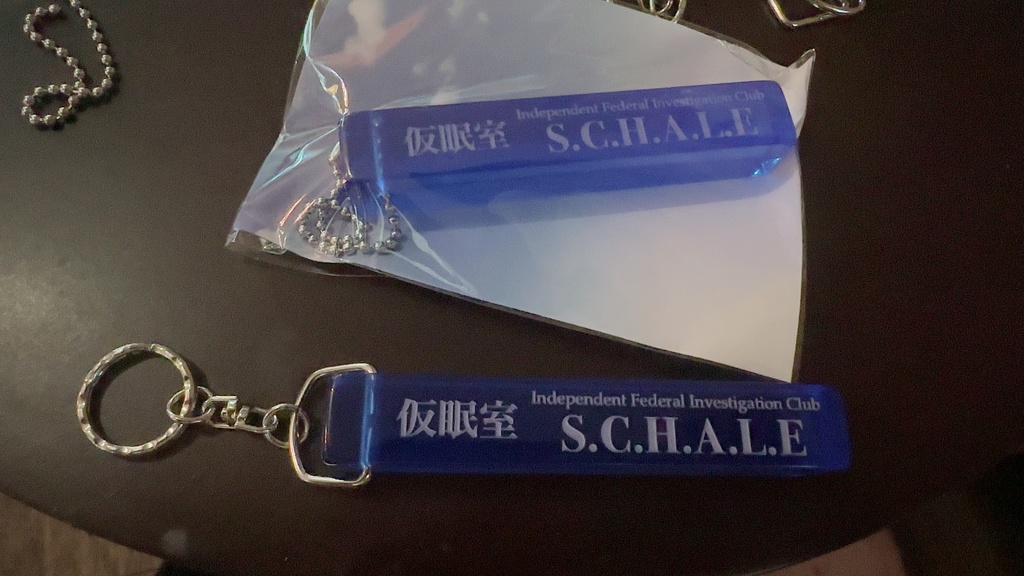 仮眠室
Independent Federal Investigation Club
S.C.H.A.L.E
仮眠室
Independent Federal Investigation Club
S.C.H.A.L.E